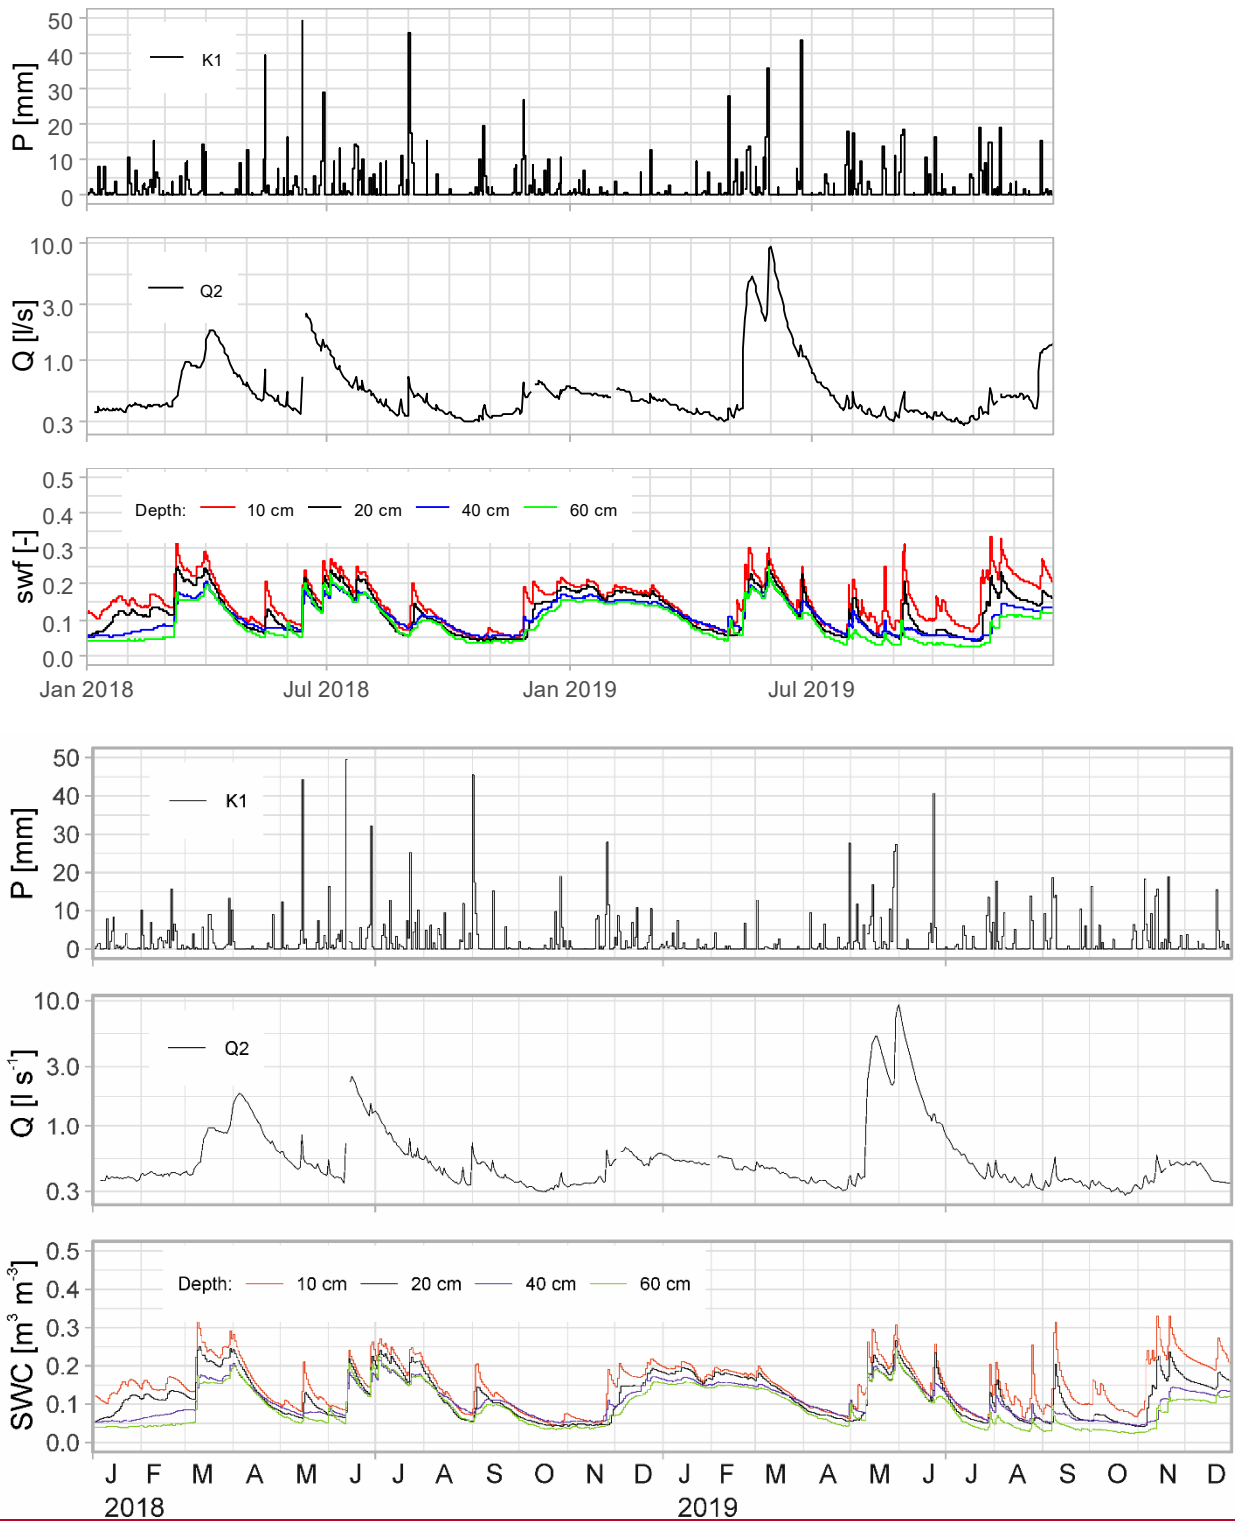 P [mm]
50
40
30
20
10
0
K1
Q [l/s]
10.0
3.0
1.0
0.3
Q2
swf [-]
0.5
0.4
0.3
0.2
0.1
0.0
Depth: 10 cm 20 cm 40 cm 60 cm
Jan 2018 Jul 2018 Jan 2019 Jul 2019
P [mm]
50
40
30
20
10
0
K1
Q [l s⁻¹]
10.0
3.0
1.0
0.3
Q2
SWC [m³ m⁻³]
0.5
0.4
0.3
0.2
0.1
0.0
Depth: 10 cm 20 cm 40 cm 60 cm
J F M A M J J A S O N D J F M A M J J A S O N D
2018 2019